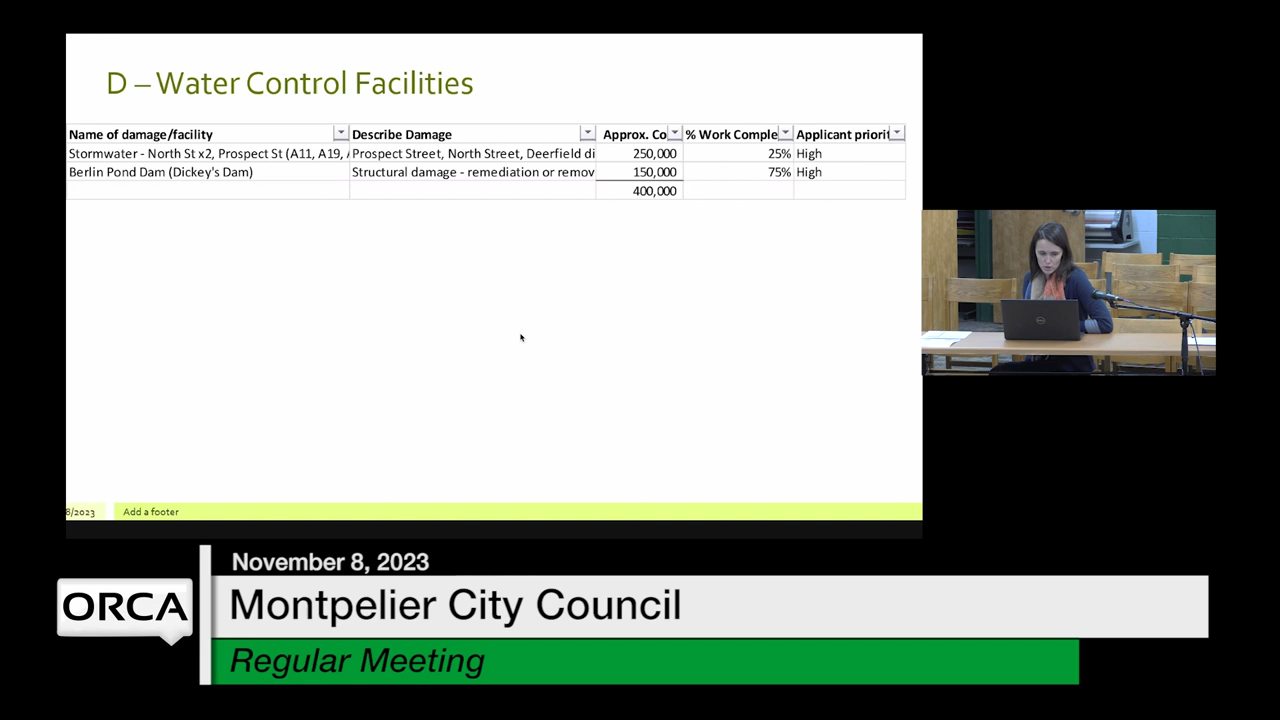 D – Water Control Facilities
Name of damage/facility Describe Damage Approx. Co % Work Comple Applicant priorit
Stormwater - North St x2, Prospect St (A11, A19, Prospect Street, North Street, Deerfield di 250,000 25% High
Berlin Pond Dam (Dickey's Dam) Structural damage - remediation or remov 150,000 75% High
400,000
8/2023 Add a footer
November 8, 2023
ORCA Montpelier City Council
Regular Meeting